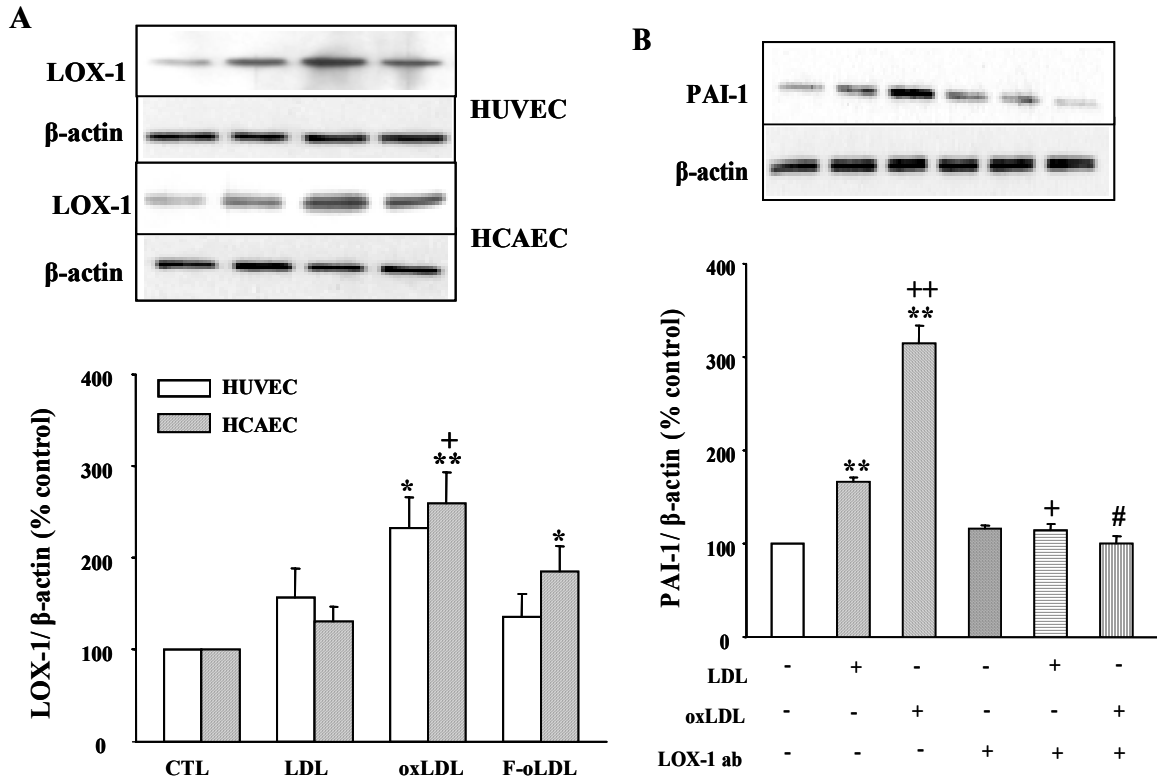 A
LOX-1
HUVEC
β-actin
LOX-1
HCAEC
β-actin
LOX-1/ β-actin (% control)
400
300
200
100
0
HUVEC
HCAEC
*
+
**
*
CTL LDL oxLDL F-oLDL
B
PAI-1
β-actin
PAI-1/ β-actin (% control)
400
300
200
100
0
**
++
**
+
#
LDL - + - - + -
oxLDL - - + - - +
LOX-1 ab - - - + + +